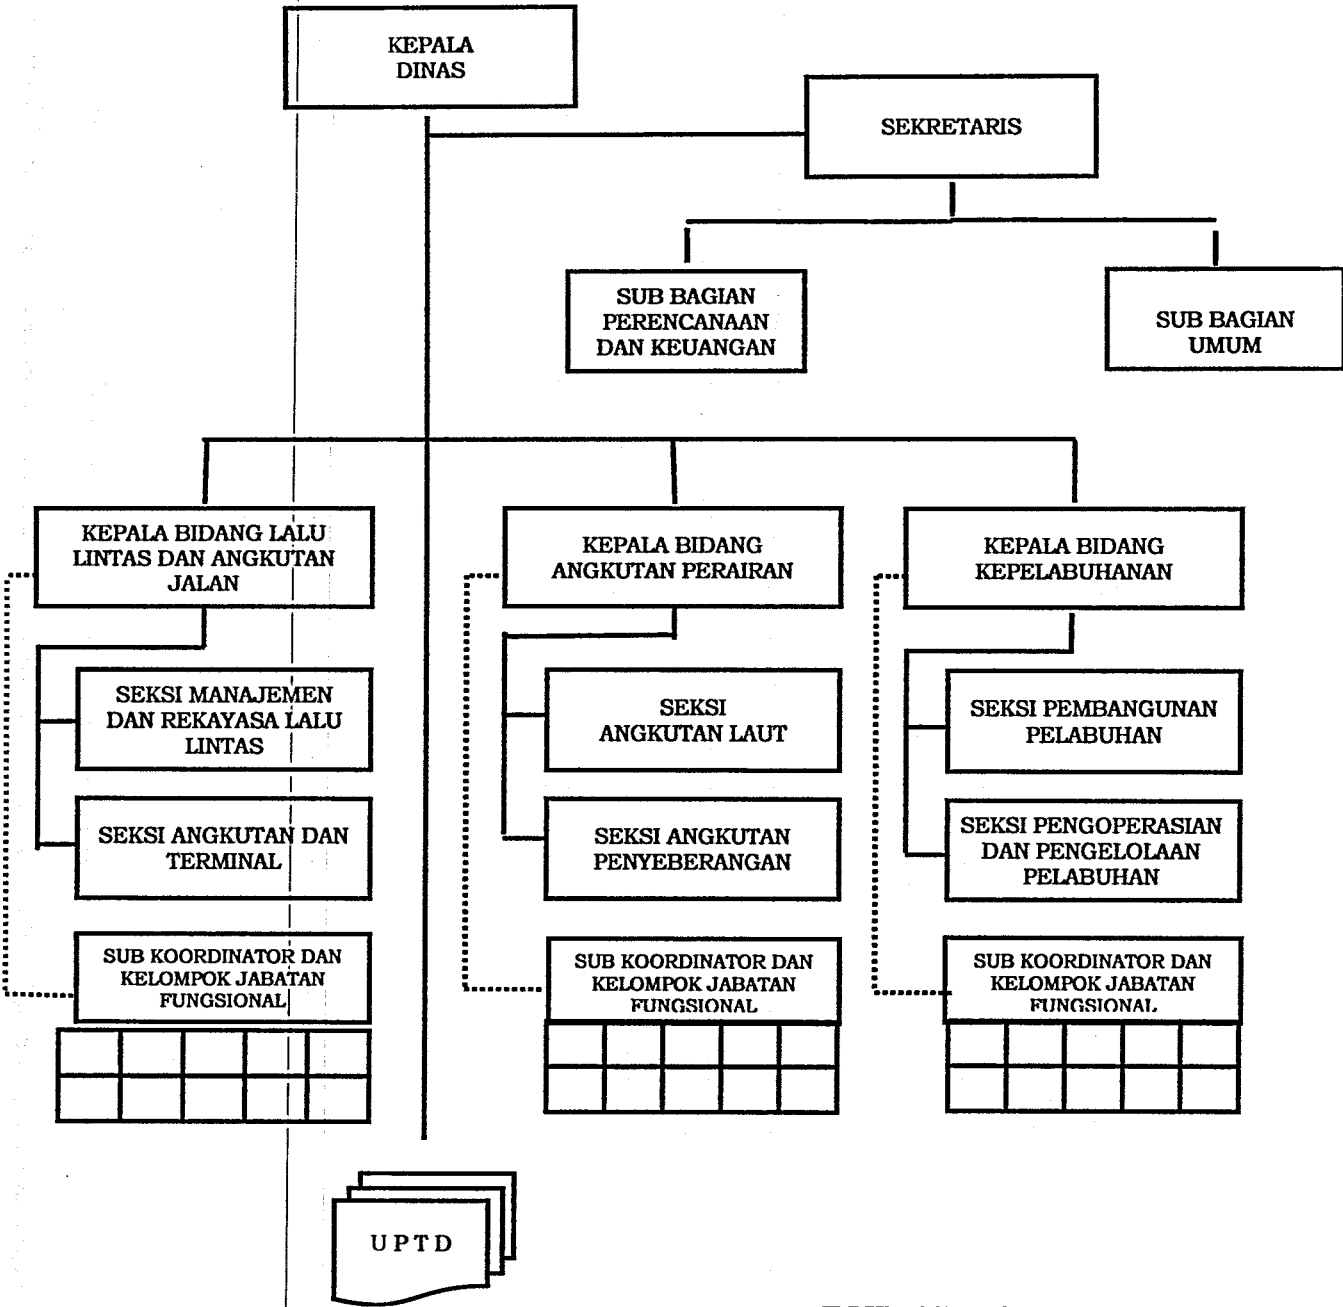 KEPALA
DINAS
SEKRETARIS
SUB BAGIAN
PERENCANAAN
DAN KEUANGAN
SUB BAGIAN
UMUM
KEPALA BIDANG LALU
LINTAS DAN ANGKUTAN
JALAN
KEPALA BIDANG
ANGKUTAN PERAIRAN
KEPALA BIDANG
KEPELABUHANAN
SEKSI MANAJEMEN
DAN REKAYASA LALU
LINTAS
SEKSI
ANGKUTAN LAUT
SEKSI PEMBANGUNAN
PELABUHAN
SEKSI ANGKUTAN DAN
TERMINAL
SEKSI ANGKUTAN
PENYEBERANGAN
SEKSI PENGOPERASIAN
DAN PENGELOLAAN
PELABUHAN
SUB KOORDINATOR DAN
KELOMPOK JABATAN
FUNGSIONAL
SUB KOORDINATOR DAN
KELOMPOK JABATAN
FUNGSIONAL
SUB KOORDINATOR DAN
KELOMPOK JABATAN
FUNGSIONAL
U P T D